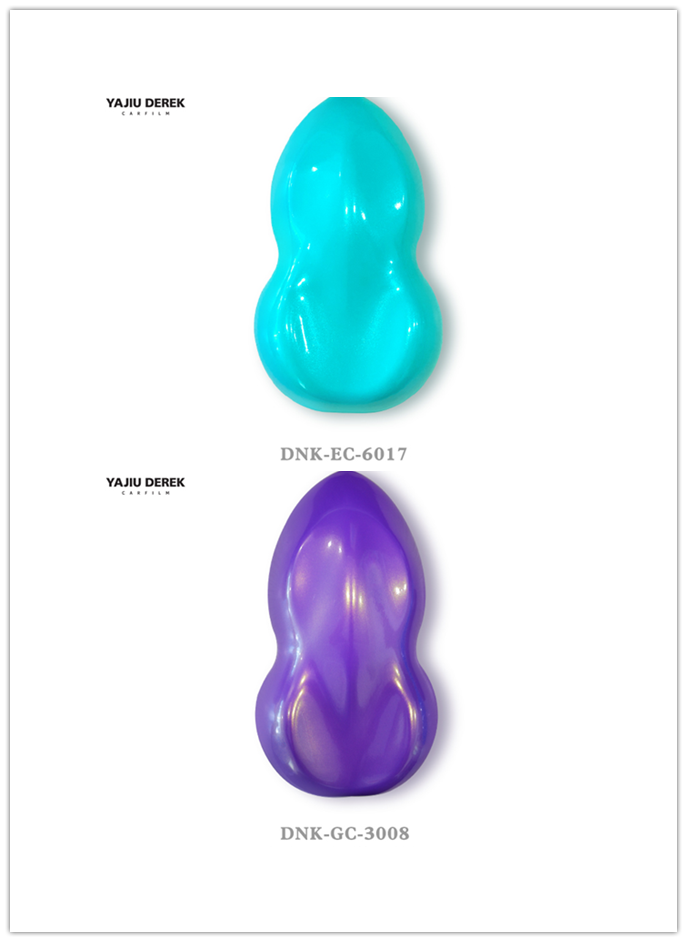 YAJIU DEREK
CARFILM
DNK-EC-6017
YAJIU DEREK
CARFILM
DNK-GC-3008